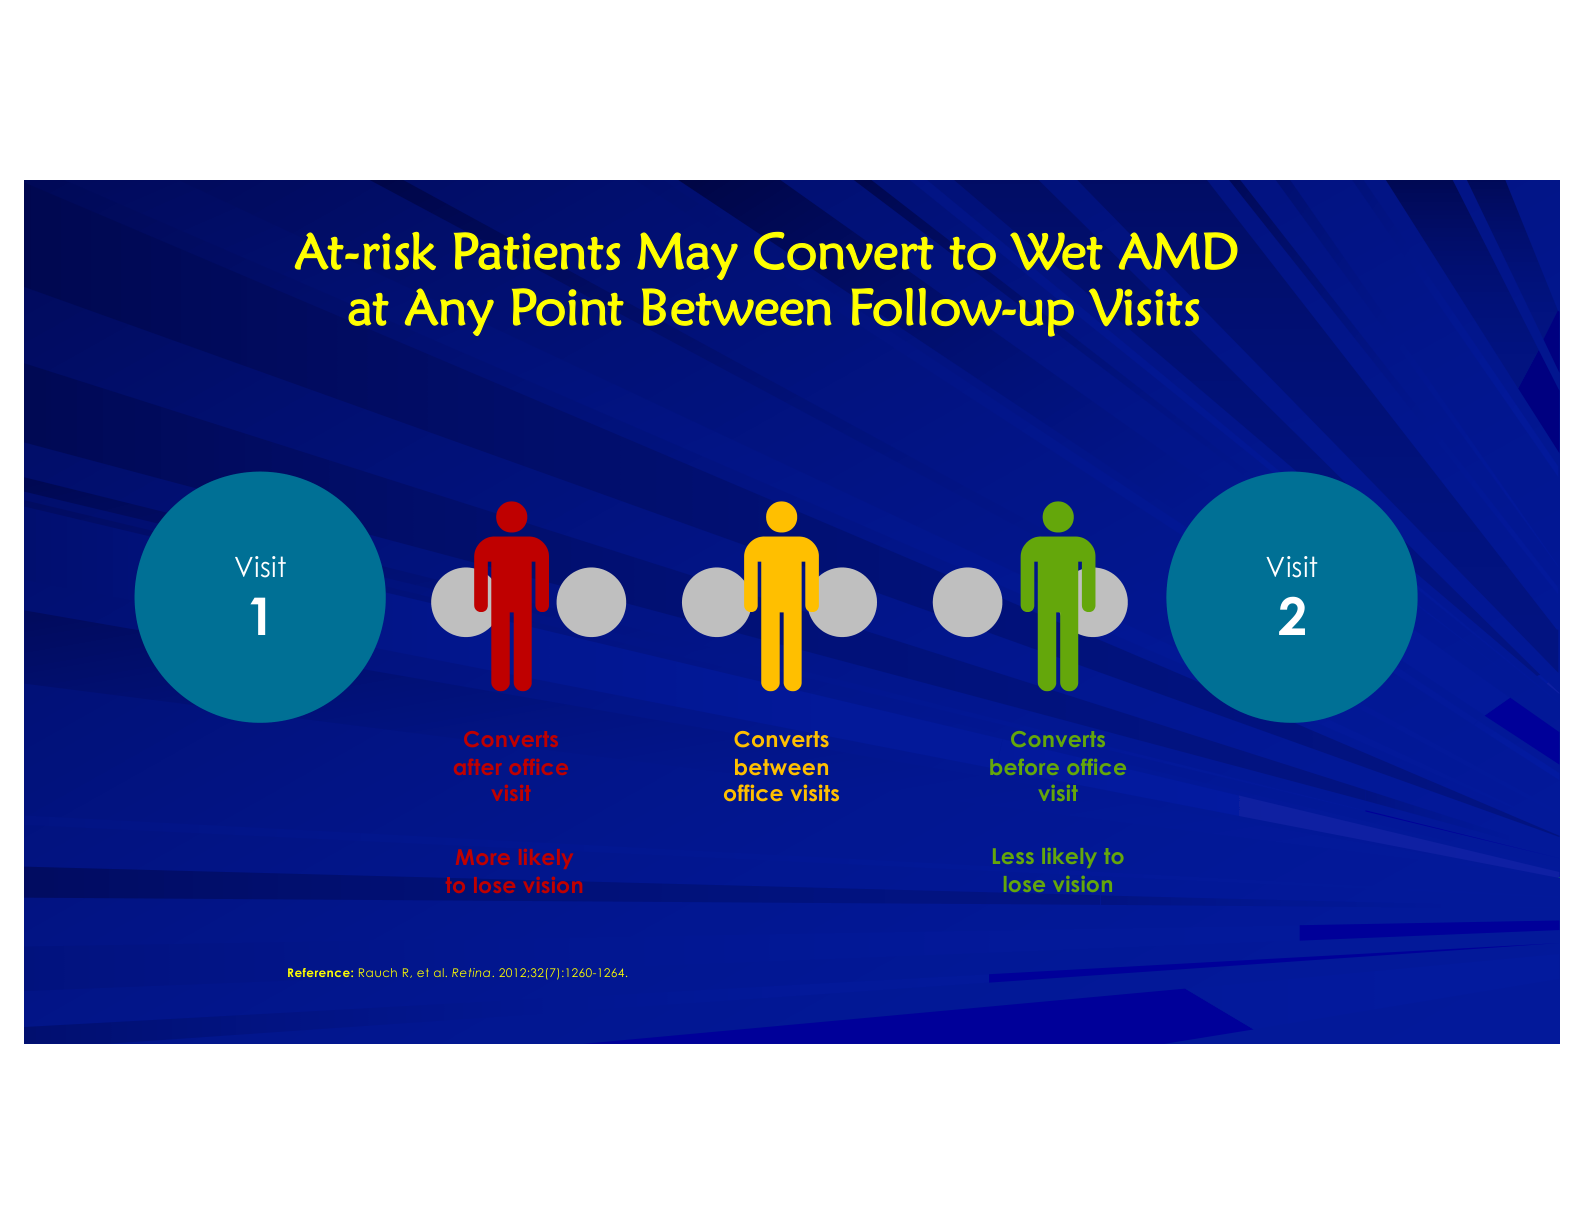 At-risk Patients May Convert to Wet AMD
at Any Point Between Follow-up Visits
Visit
1
Visit
2
Converts
after office
visit
More likely
to lose vision
Converts
between
office visits
Converts
before office
visit
Less likely to
lose vision
Reference: Rauch R, et al. Retina. 2012;32(7):1260-1264.